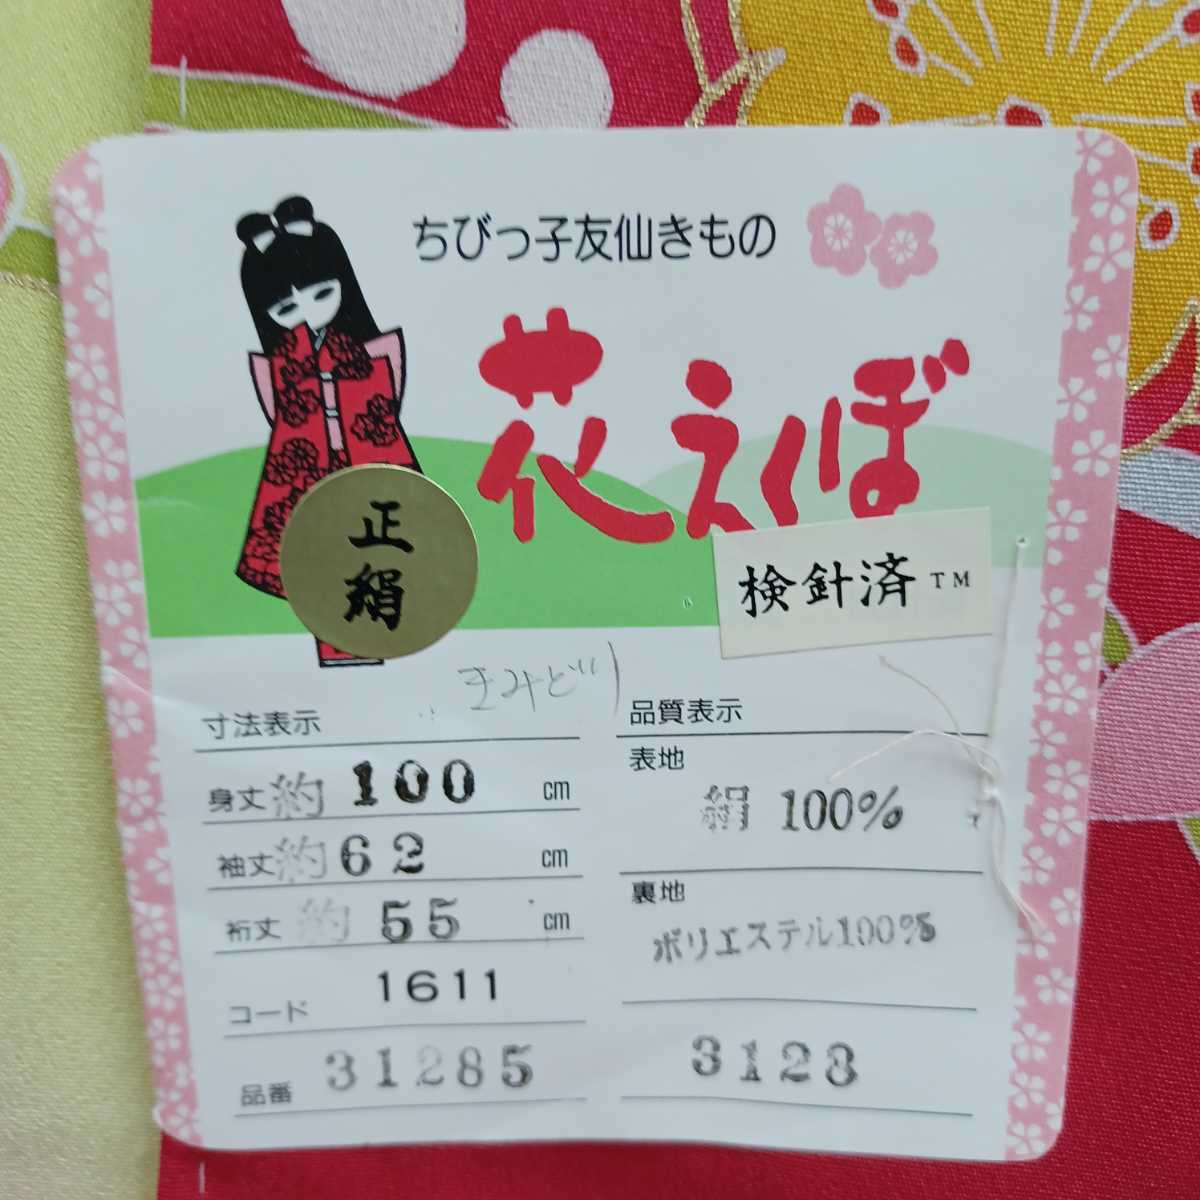 ちびっ子友仙きもの
花えくぼ
正絹
検針済TM
きみどり
寸法表示
身丈約100cm
袖丈約62cm
裄丈約55cm
コード 1611
品番 31285
品質表示
表地
絹 100%
裏地
ポリエステル100%
3123